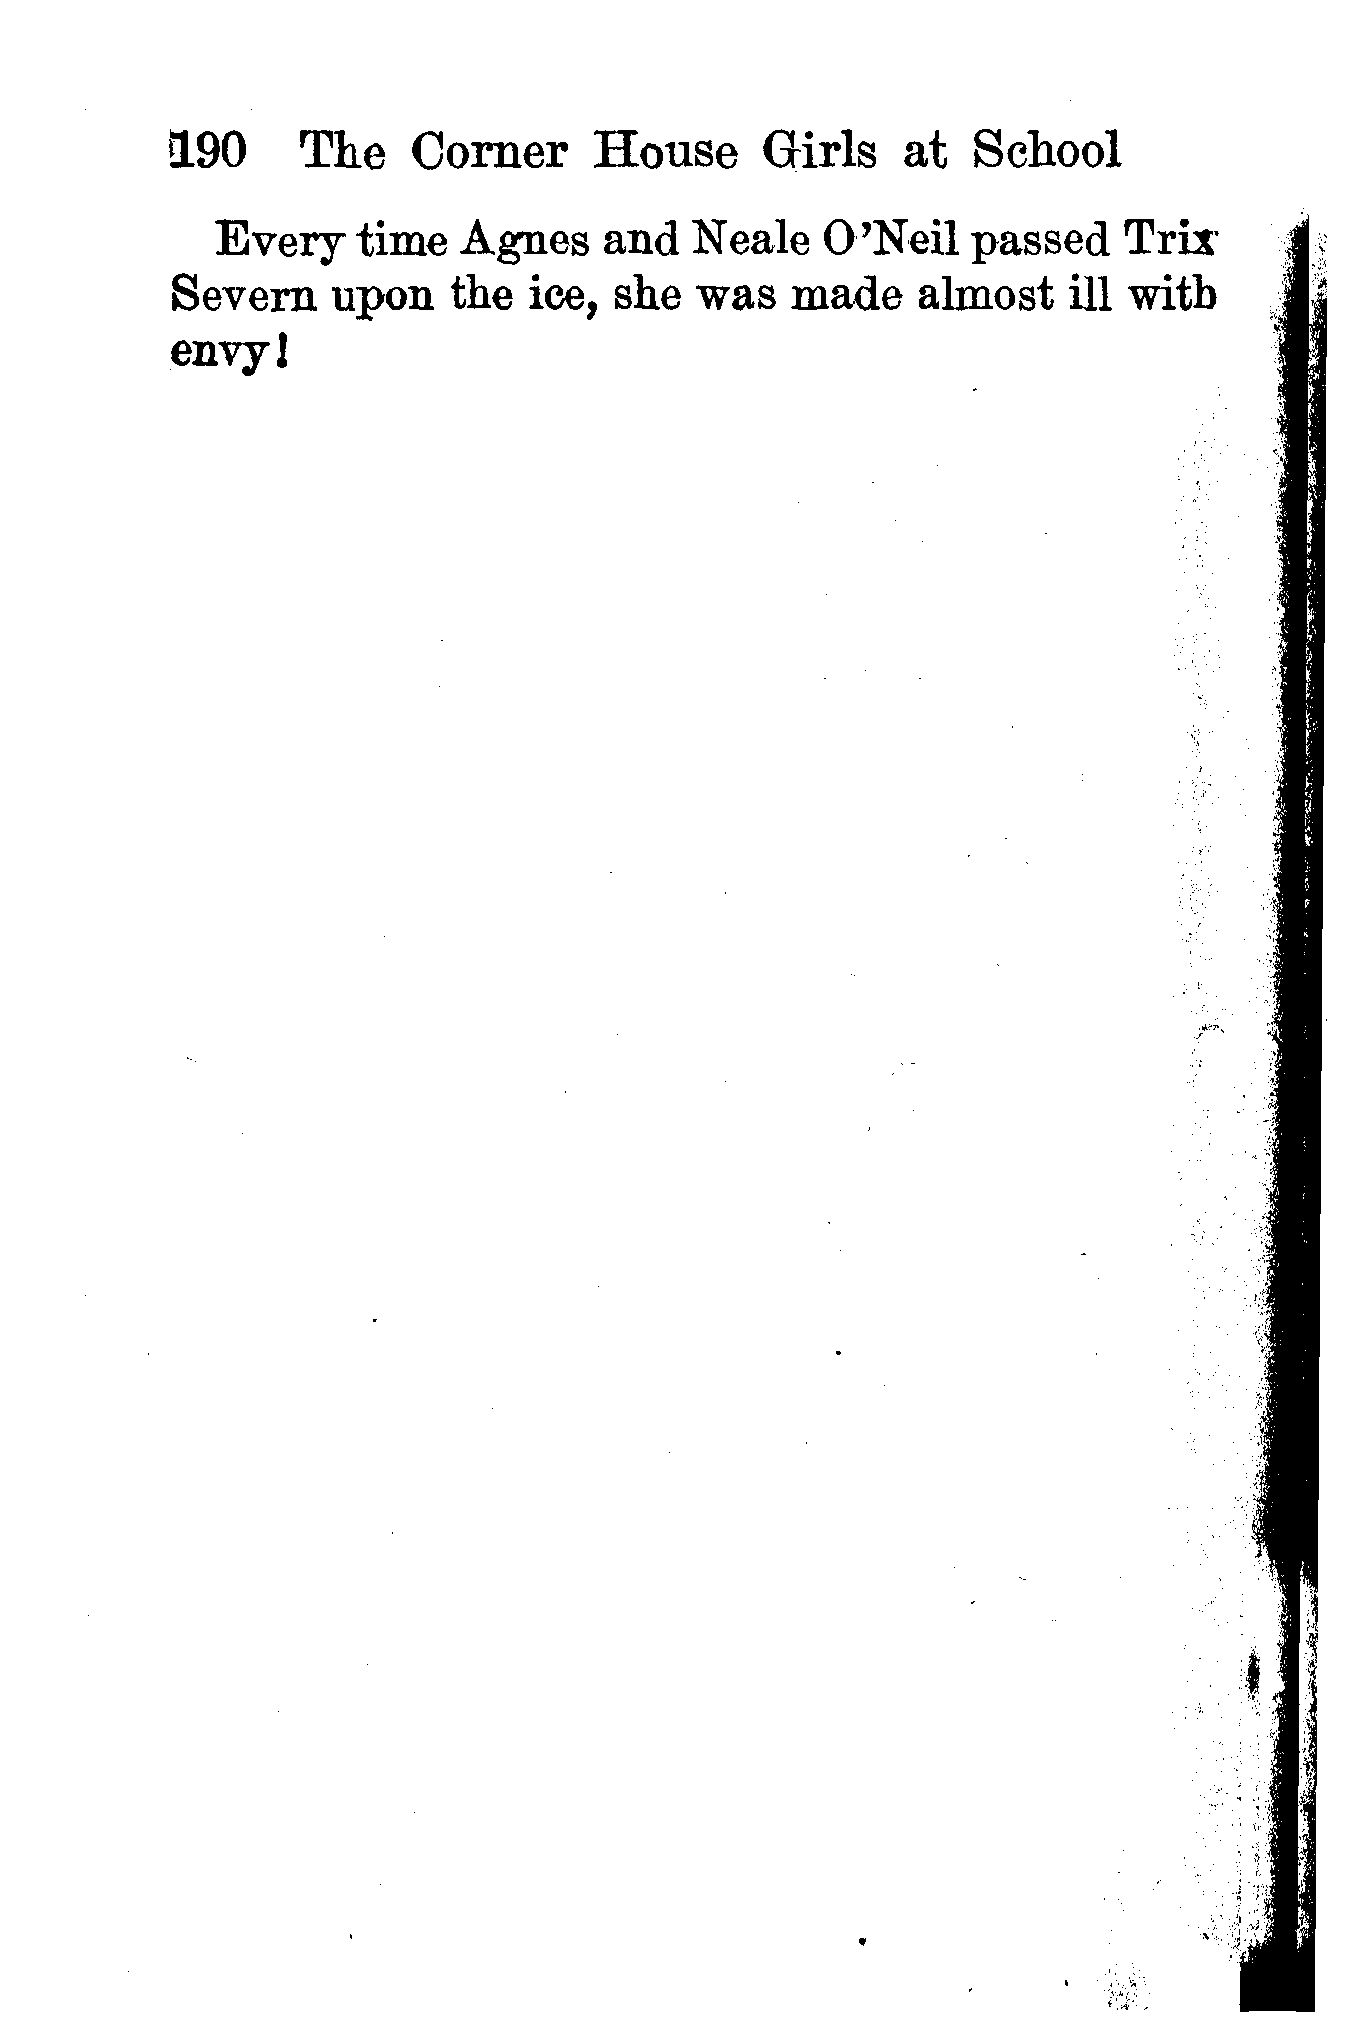 190 The Corner House Girls at School
Every time Agnes and Neale O'Neil passed Trix
Severn upon the ice, she was made almost ill with
envy!